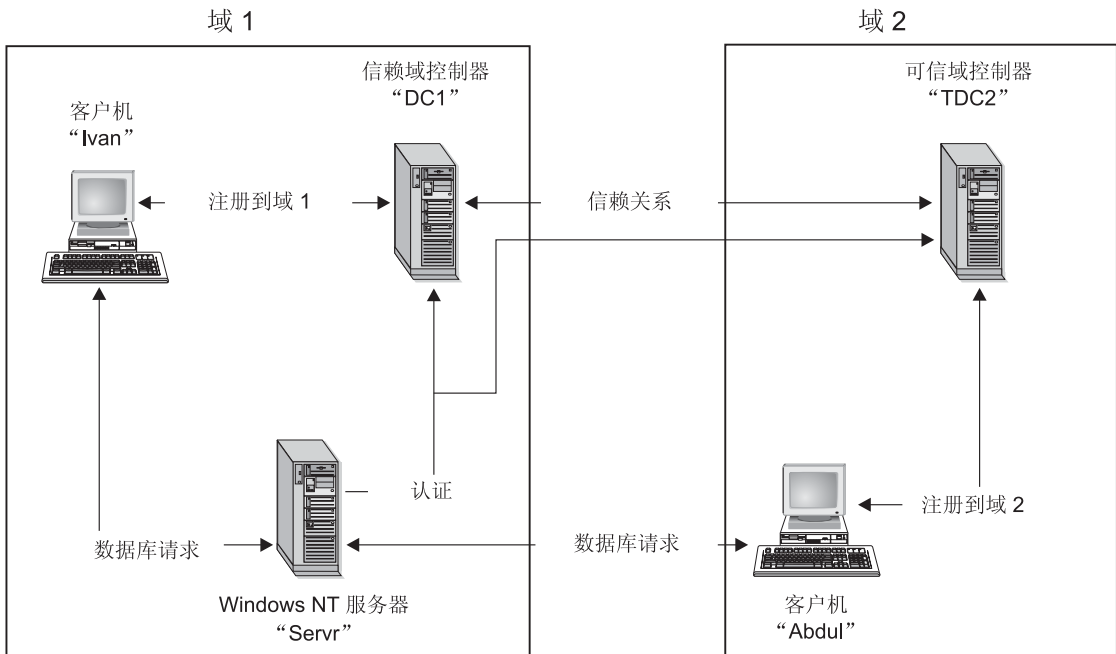 域 1
域 2
信赖域控制器
“DC1”
可信域控制器
“TDC2”
客户机
“Ivan”
注册到域 1
信赖关系
认证
注册到域 2
数据库请求
数据库请求
Windows NT 服务器
“Servr”
客户机
“Abdul”